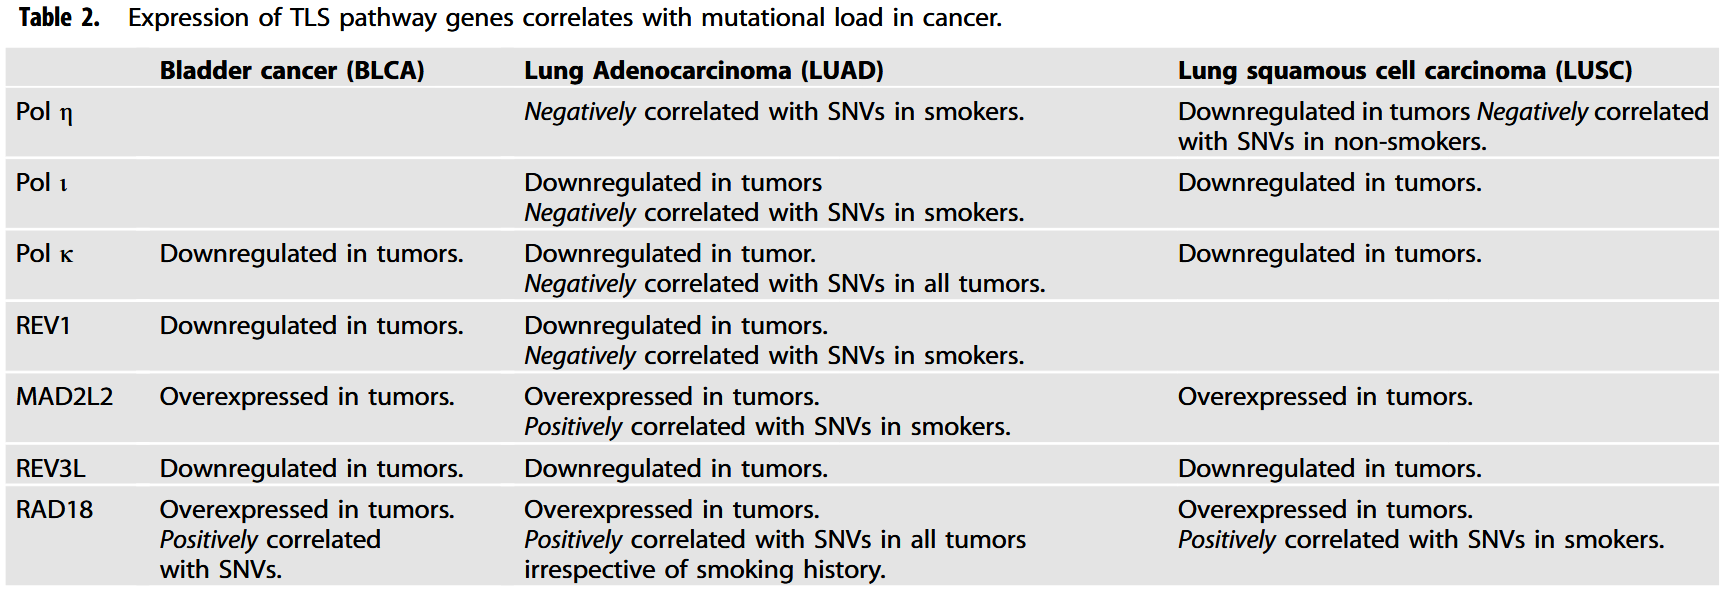 Table 2. Expression of TLS pathway genes correlates with mutational load in cancer.
Bladder cancer (BLCA) Lung Adenocarcinoma (LUAD) Lung squamous cell carcinoma (LUSC)
Pol η Negatively correlated with SNVs in smokers. Downregulated in tumors Negatively correlated
with SNVs in non-smokers.
Pol ι Downregulated in tumors Downregulated in tumors.
Negatively correlated with SNVs in smokers.
Pol κ Downregulated in tumors. Downregulated in tumor. Downregulated in tumors.
Negatively correlated with SNVs in all tumors.
REV1 Downregulated in tumors. Downregulated in tumors.
Negatively correlated with SNVs in smokers.
MAD2L2 Overexpressed in tumors. Overexpressed in tumors. Overexpressed in tumors.
Positively correlated with SNVs in smokers.
REV3L Downregulated in tumors. Downregulated in tumors. Downregulated in tumors.
RAD18 Overexpressed in tumors. Overexpressed in tumors. Overexpressed in tumors.
Positively correlated Positively correlated with SNVs in all tumors Positively correlated with SNVs in smokers.
with SNVs. irrespective of smoking history.